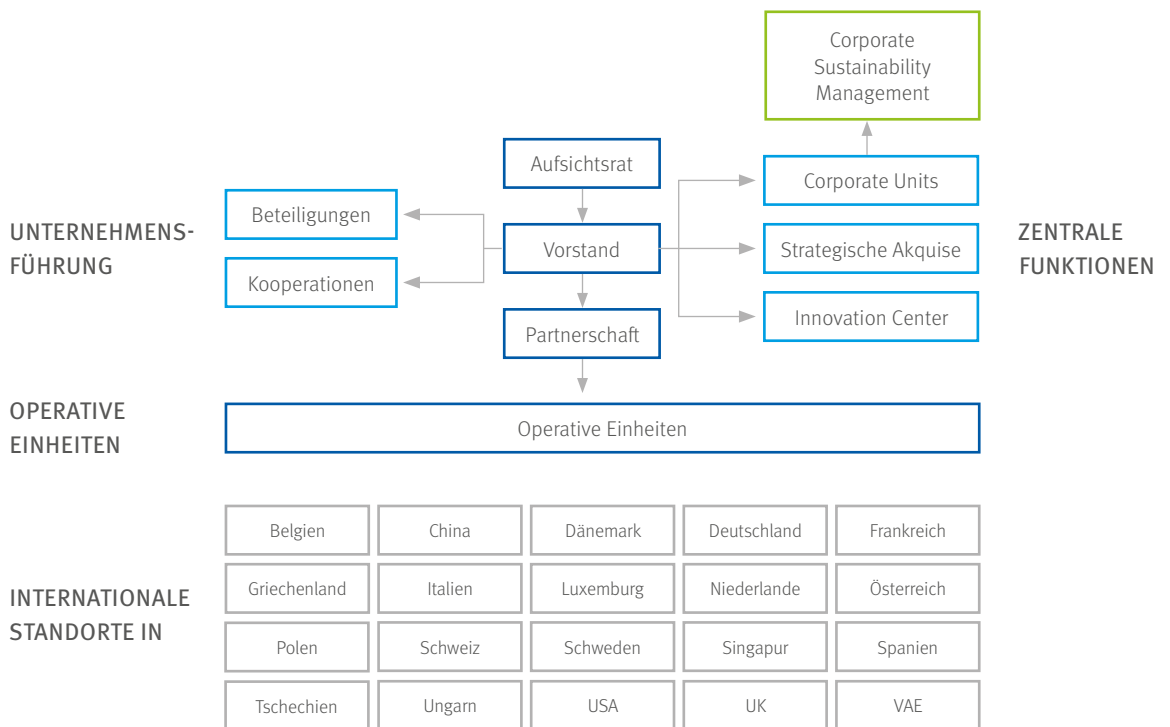 Corporate
Sustainability
Management
Aufsichtsrat
Corporate Units
Beteiligungen
UNTERNEHMENS-
FÜHRUNG
Vorstand
Strategische Akquise
ZENTRALE
FUNKTIONEN
Kooperationen
Innovation Center
Partnerschaft
OPERATIVE
EINHEITEN
Operative Einheiten
Belgien
China
Dänemark
Deutschland
Frankreich
INTERNATIONALE
STANDORTE IN
Griechenland
Italien
Luxemburg
Niederlande
Österreich
Polen
Schweiz
Schweden
Singapur
Spanien
Tschechien
Ungarn
USA
UK
VAE